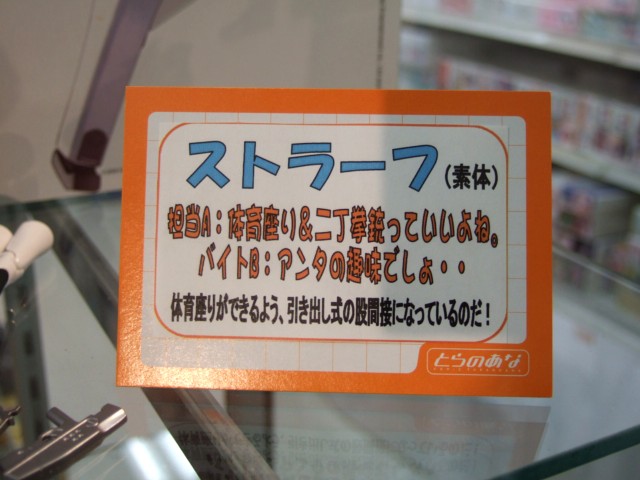 ストラーフ(素体)
担当A:体育座り&二丁拳銃っていいよね。
バイトB:アンタの趣味でしょ・・
体育座りができるよう、引き出し式の股間接になっているのだ!
とらのあな